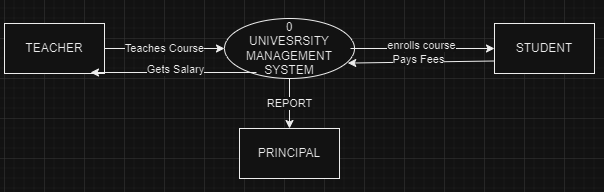 0
UNIVESRSITY
MANAGEMENT
SYSTEM
TEACHER
Teaches Course
enrolls course
STUDENT
Pays Fees
Gets Salary
REPORT
PRINCIPAL